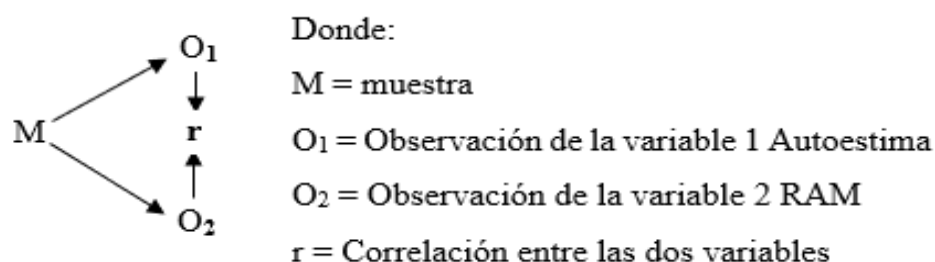 O₁
M
r
O₂
Donde:
M = muestra
O₁ = Observación de la variable 1 Autoestima
O₂ = Observación de la variable 2 RAM
r = Correlación entre las dos variables